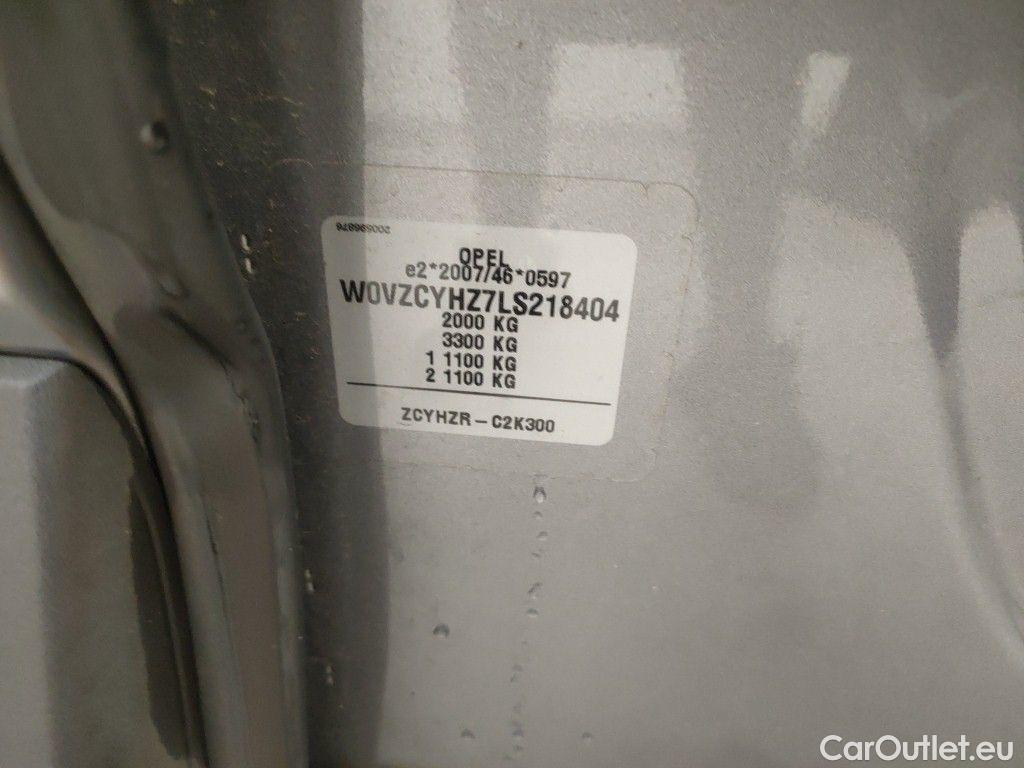 200596876
OPEL
e2*2007/46*0597
W0VZCYHZ7LS218404
2000 KG
3300 KG
1 1100 KG
2 1100 KG
ZCYHZR-C2K300
CarOutlet.eu